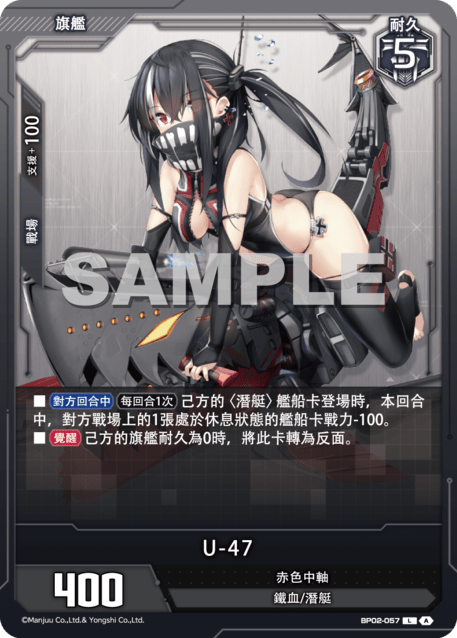 旗艦
耐久
5
支援+100
戰場
SAMPLE
■ 對方回合中 每回合1次 己方的〈潛艇〉艦船卡登場時，本回合
中，對方戰場上的1張處於休息狀態的艦船卡戰力-100。
■ 覺醒 己方的旗艦耐久為0時，將此卡轉為反面。
U-47
400
赤色中軸
鐵血/潛艇
©Manjuu Co.,Ltd.& Yongshi Co.,Ltd. BP02-057 L A